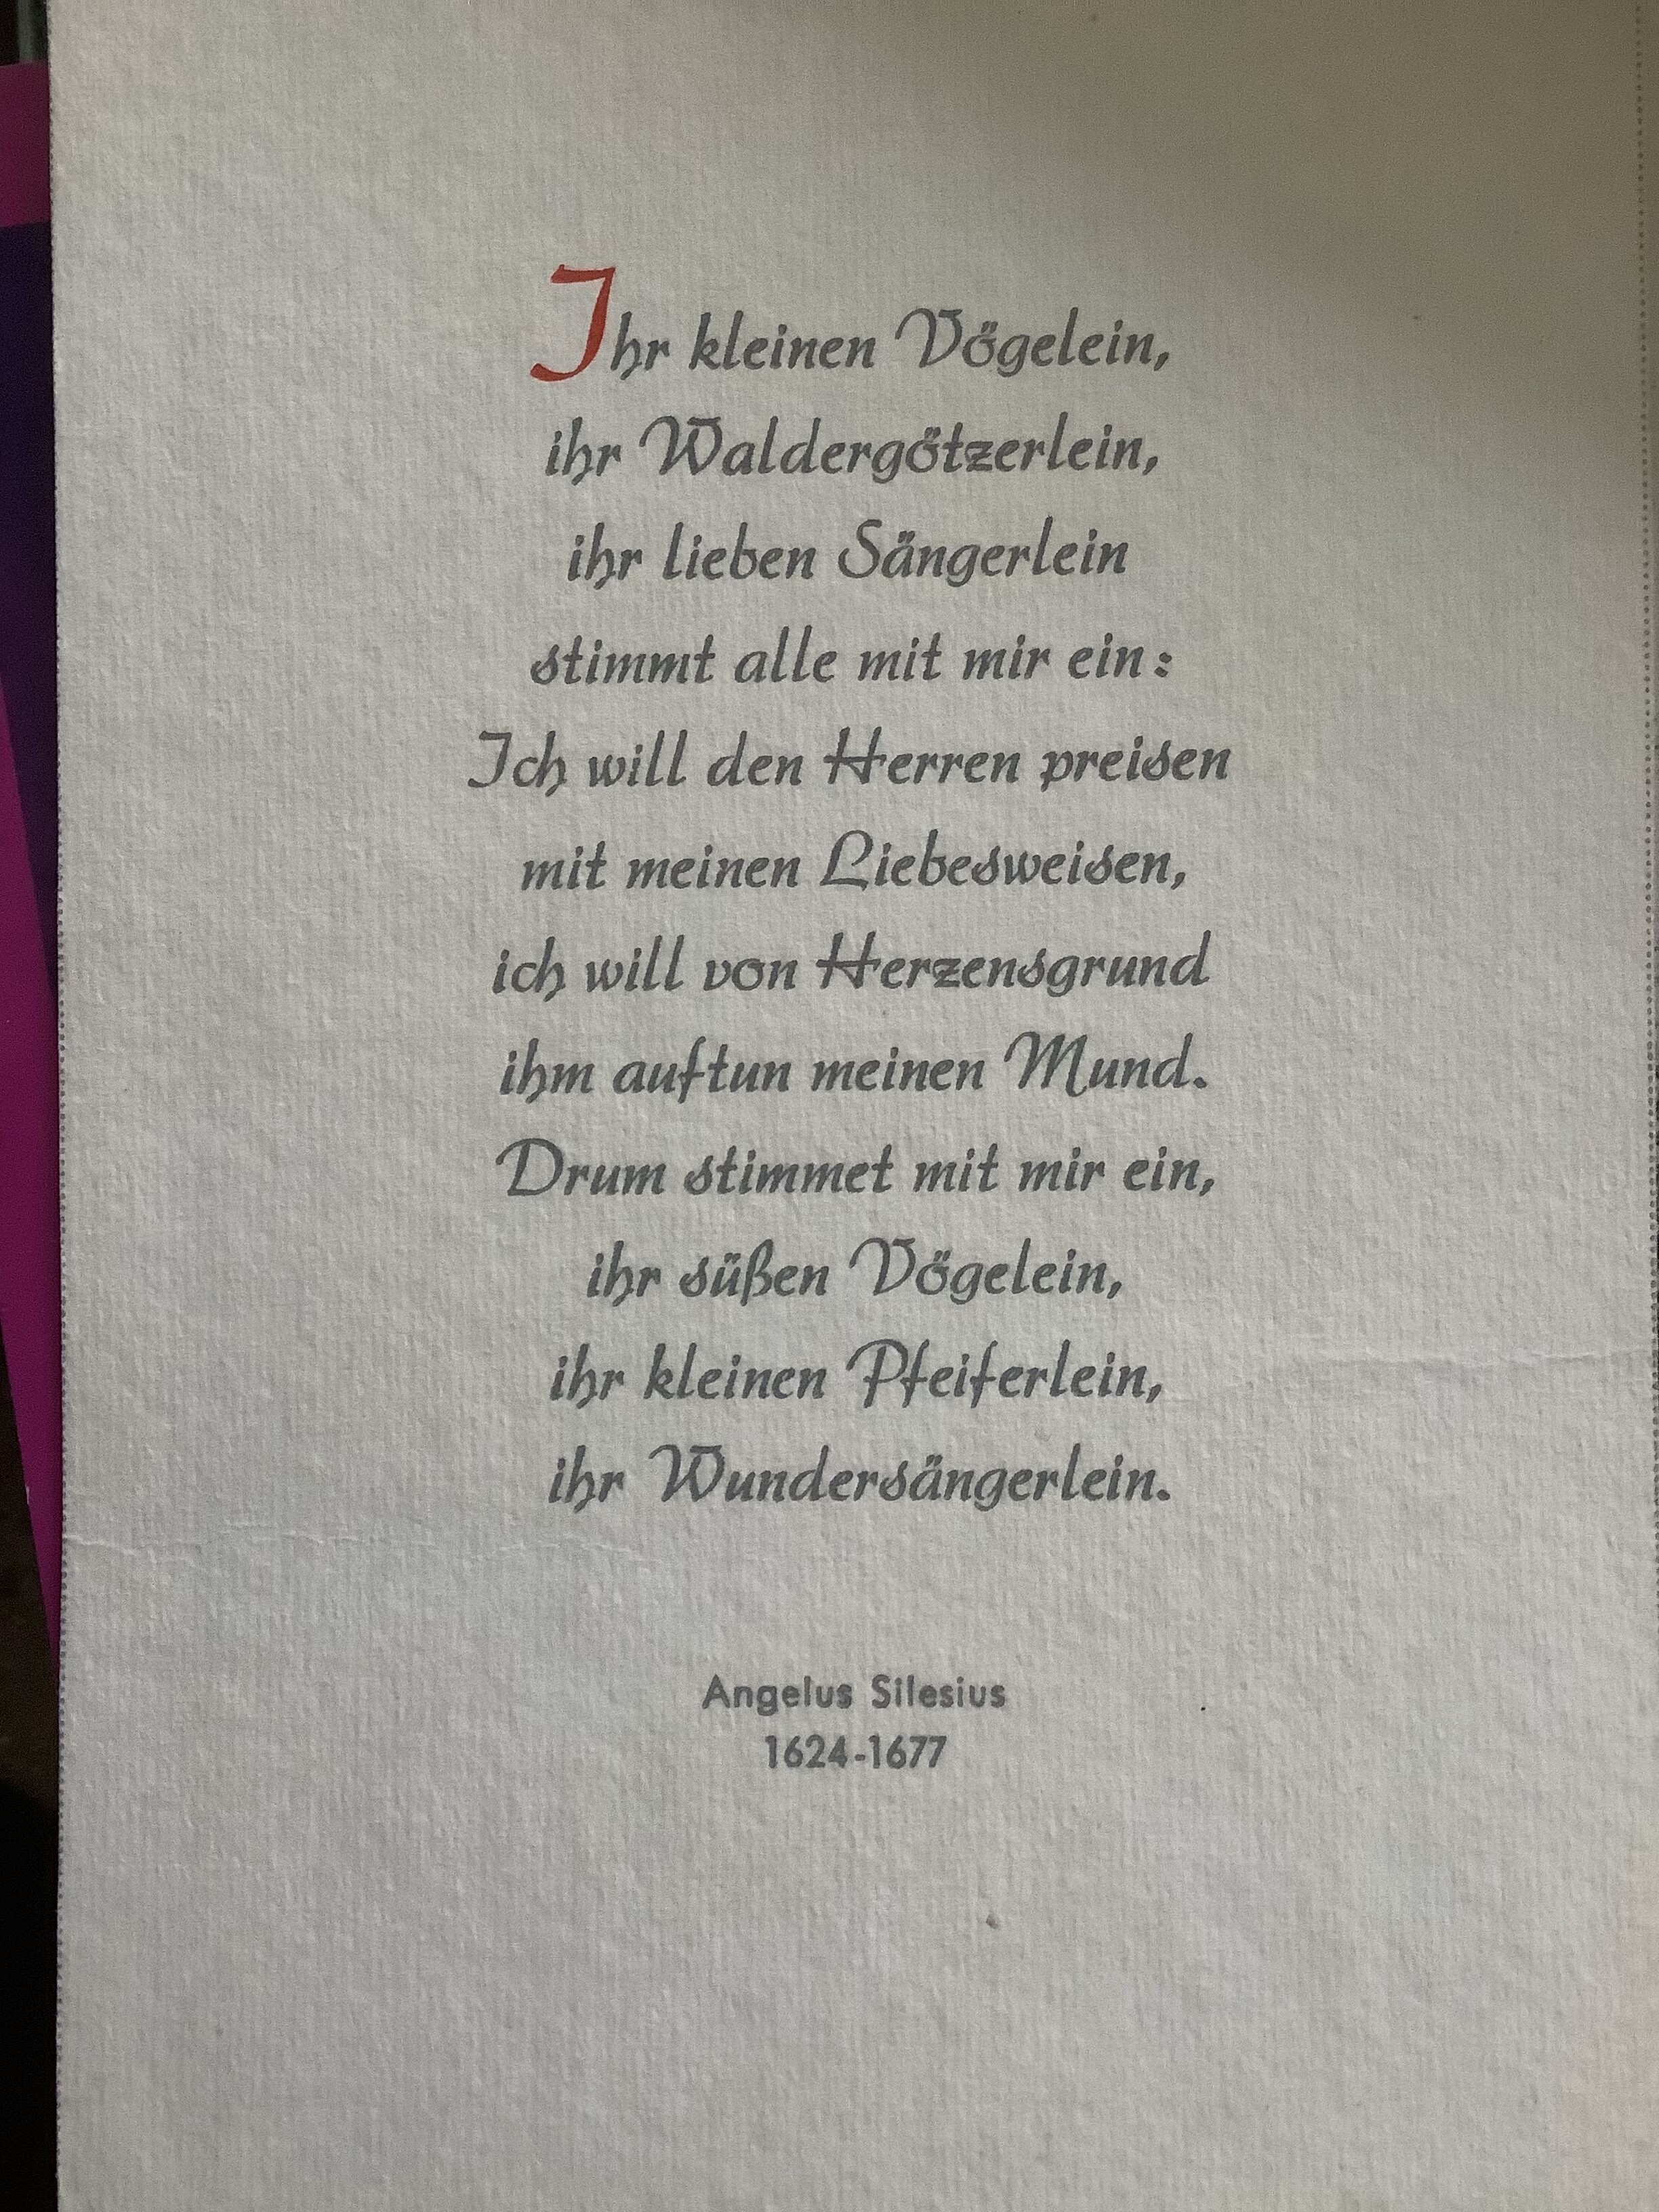 Ihr kleinen Vögelein,
ihr Waldergötzerlein,
ihr lieben Sängerlein
stimmt alle mit mir ein:
Ich will den Herren preisen
mit meinen Liebesweisen,
ich will von Herzensgrund
ihm auftun meinen Mund.
Drum stimmet mit mir ein,
ihr süßen Vögelein,
ihr kleinen Pfeiferlein,
ihr Wundersängerlein.
Angelus Silesius
1624-1677